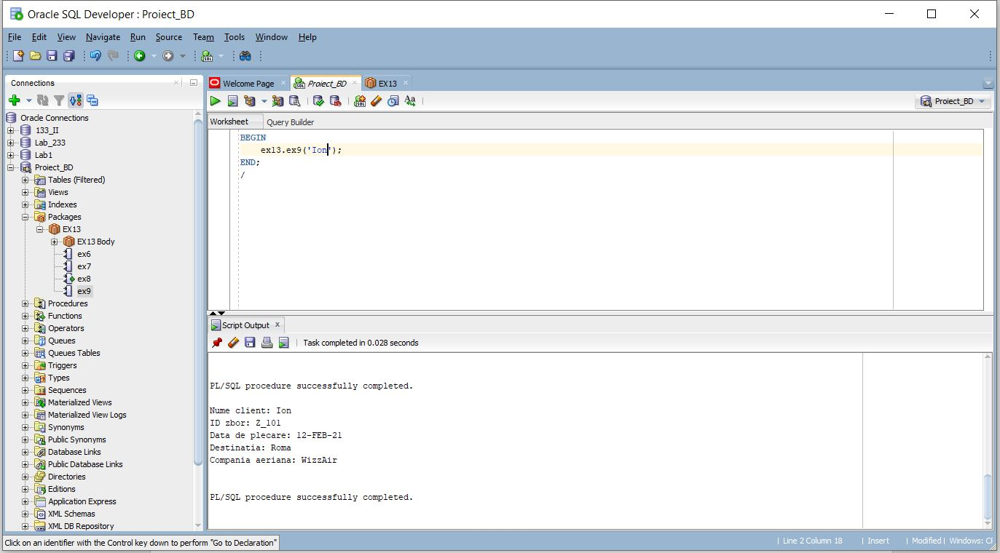 Oracle SQL Developer : Proiect_BD
File Edit View Navigate Run Source Team Tools Window Help
Connections
Oracle Connections
133_II
Lab_233
Lab1
Proiect_BD
Tables (Filtered)
Views
Indexes
Packages
EX13
EX13 Body
ex6
ex7
ex8
ex9
Procedures
Functions
Operators
Queues
Queues Tables
Triggers
Types
Sequences
Materialized Views
Materialized View Logs
Synonyms
Public Synonyms
Database Links
Public Database Links
Directories
Editions
Application Express
XML Schemas
XML DB Repository
Welcome Page Proiect_BD EX13
Proiect_BD
Worksheet Query Builder
BEGIN
ex13.ex9('Ion');
END;
/
Script Output
Task completed in 0.028 seconds
PL/SQL procedure successfully completed.
Nume client: Ion
ID zbor: Z_101
Data de plecare: 12-FEB-21
Destinatia: Roma
Compania aeriana: WizzAir
PL/SQL procedure successfully completed.
Click on an identifier with the Control key down to perform "Go to Declaration"
| Line 2 Column 18 | Insert | Modified | Windows: